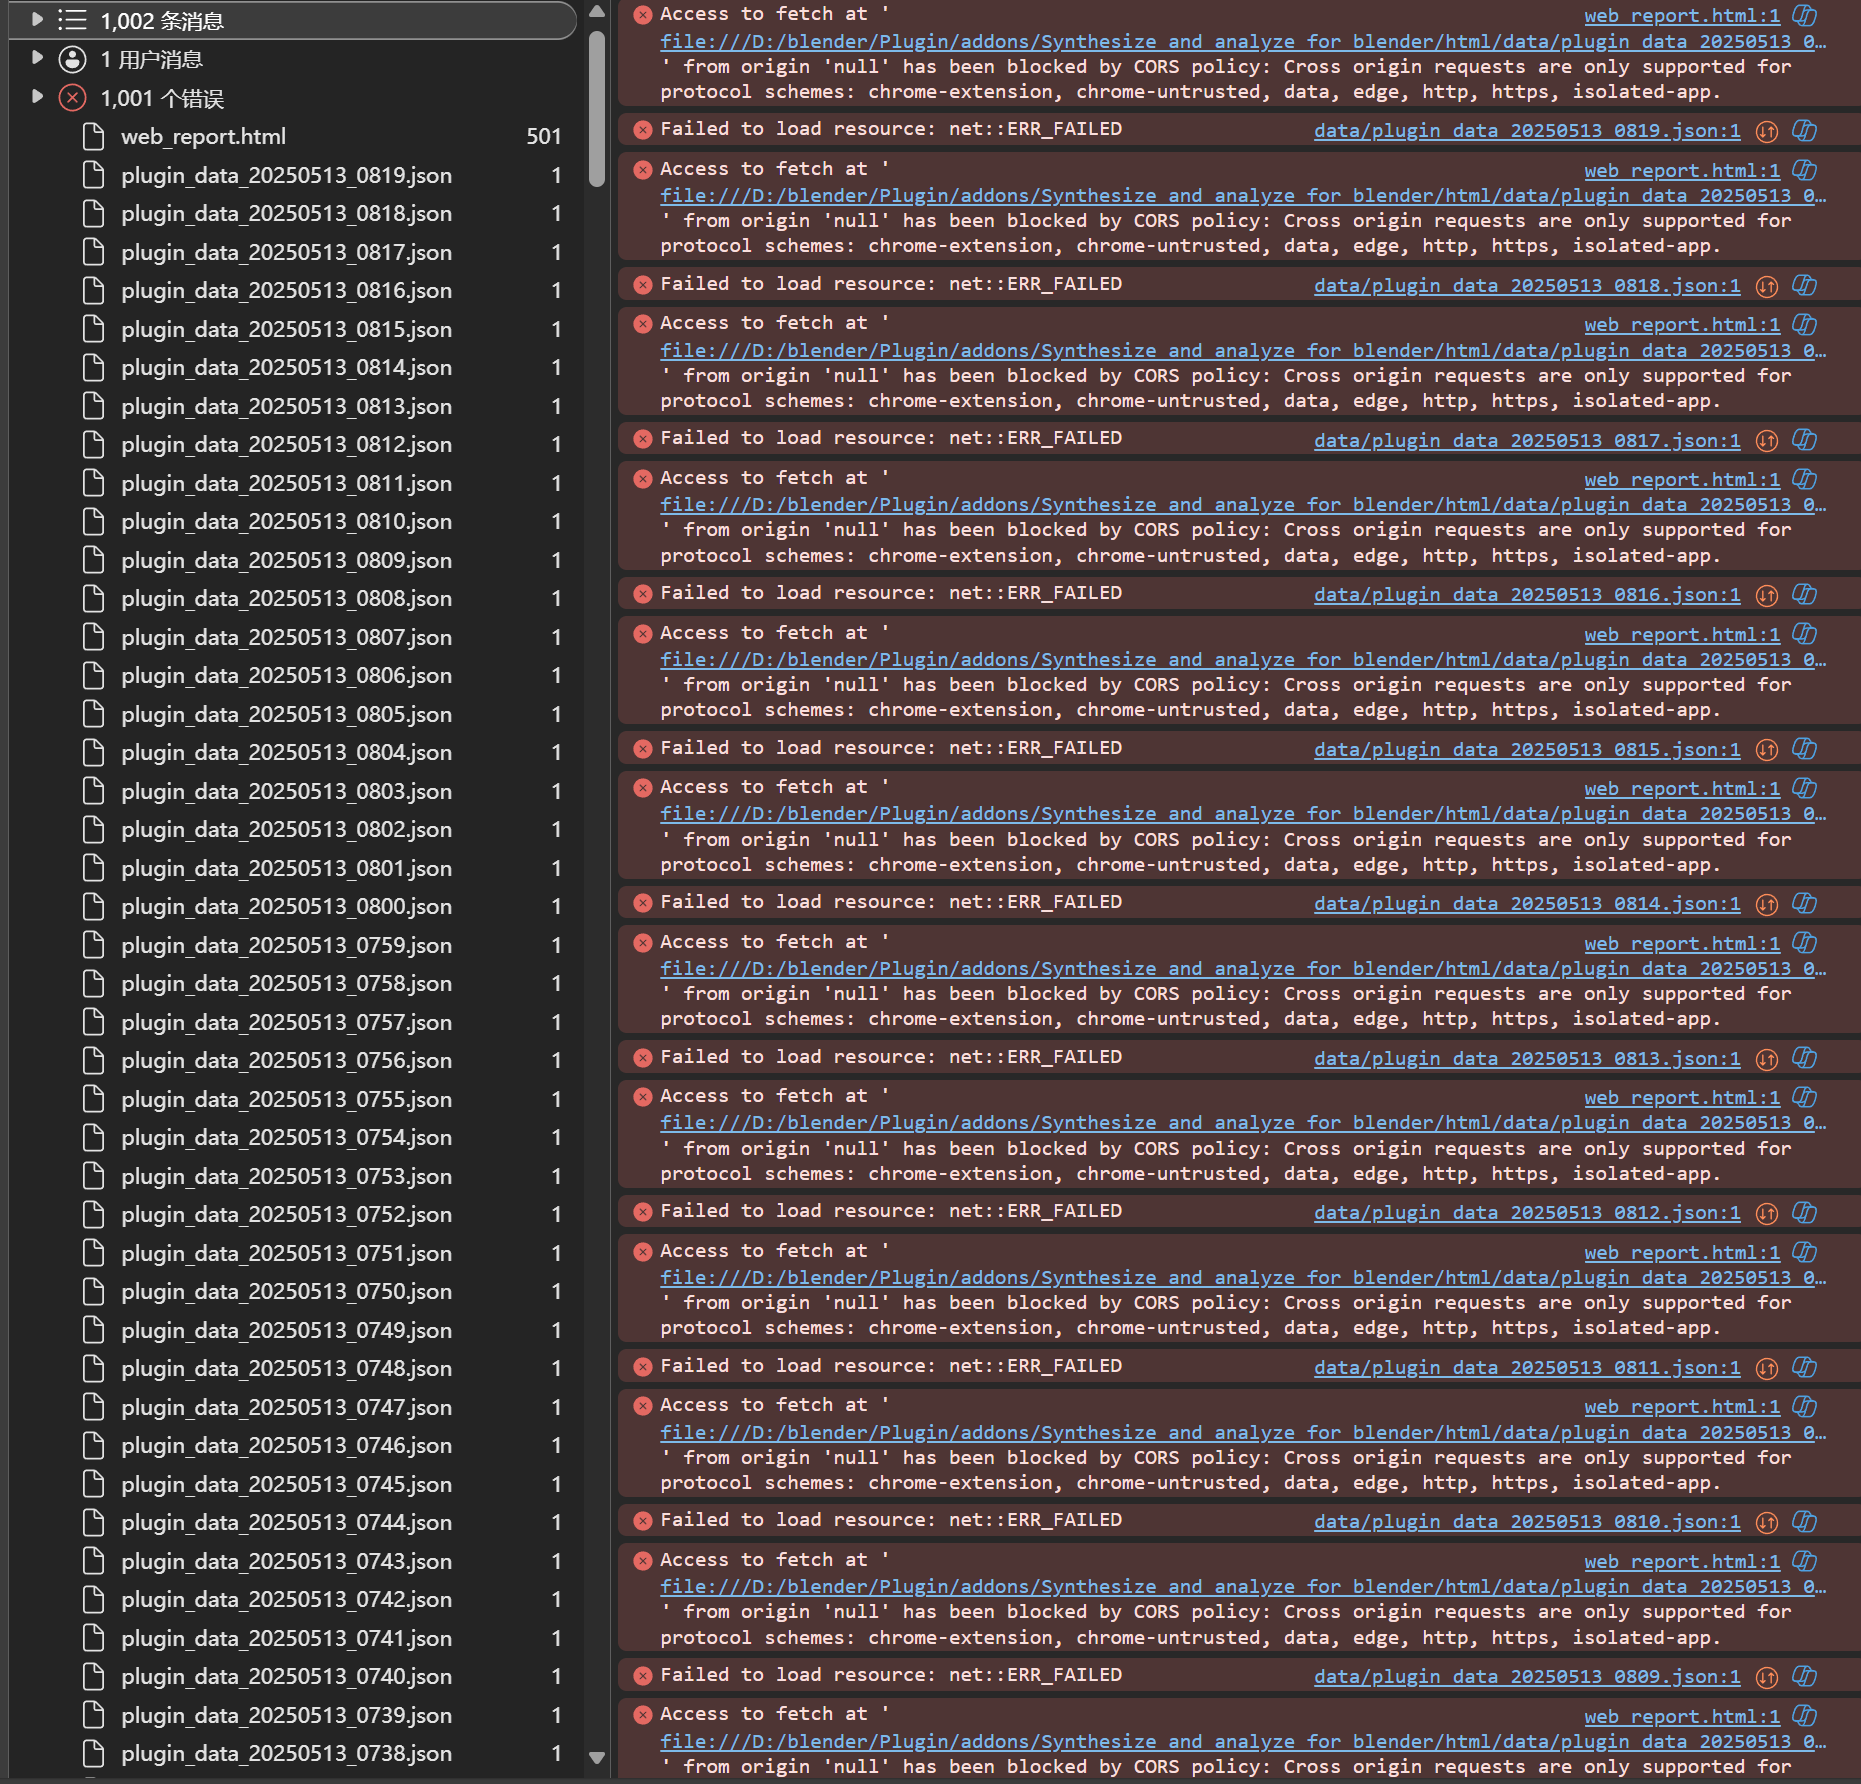 1,002 条消息
1 用户消息
1,001 个错误
web_report.html 501
plugin_data_20250513_0819.json 1
plugin_data_20250513_0818.json 1
plugin_data_20250513_0817.json 1
plugin_data_20250513_0816.json 1
plugin_data_20250513_0815.json 1
plugin_data_20250513_0814.json 1
plugin_data_20250513_0813.json 1
plugin_data_20250513_0812.json 1
plugin_data_20250513_0811.json 1
plugin_data_20250513_0810.json 1
plugin_data_20250513_0809.json 1
plugin_data_20250513_0808.json 1
plugin_data_20250513_0807.json 1
plugin_data_20250513_0806.json 1
plugin_data_20250513_0805.json 1
plugin_data_20250513_0804.json 1
plugin_data_20250513_0803.json 1
plugin_data_20250513_0802.json 1
plugin_data_20250513_0801.json 1
plugin_data_20250513_0800.json 1
plugin_data_20250513_0759.json 1
plugin_data_20250513_0758.json 1
plugin_data_20250513_0757.json 1
plugin_data_20250513_0756.json 1
plugin_data_20250513_0755.json 1
plugin_data_20250513_0754.json 1
plugin_data_20250513_0753.json 1
plugin_data_20250513_0752.json 1
plugin_data_20250513_0751.json 1
plugin_data_20250513_0750.json 1
plugin_data_20250513_0749.json 1
plugin_data_20250513_0748.json 1
plugin_data_20250513_0747.json 1
plugin_data_20250513_0746.json 1
plugin_data_20250513_0745.json 1
plugin_data_20250513_0744.json 1
plugin_data_20250513_0743.json 1
plugin_data_20250513_0742.json 1
plugin_data_20250513_0741.json 1
plugin_data_20250513_0740.json 1
plugin_data_20250513_0739.json 1
plugin_data_20250513_0738.json 1
Access to fetch at ' web_report.html:1
file:///D:/blender/Plugin/addons/Synthesize_and_analyze_for_blender/html/data/plugin_data_20250513_0…
' from origin 'null' has been blocked by CORS policy: Cross origin requests are only supported for
protocol schemes: chrome-extension, chrome-untrusted, data, edge, http, https, isolated-app.
Failed to load resource: net::ERR_FAILED data/plugin_data_20250513_0819.json:1
Access to fetch at ' web_report.html:1
file:///D:/blender/Plugin/addons/Synthesize_and_analyze_for_blender/html/data/plugin_data_20250513_0…
' from origin 'null' has been blocked by CORS policy: Cross origin requests are only supported for
protocol schemes: chrome-extension, chrome-untrusted, data, edge, http, https, isolated-app.
Failed to load resource: net::ERR_FAILED data/plugin_data_20250513_0818.json:1
Access to fetch at ' web_report.html:1
file:///D:/blender/Plugin/addons/Synthesize_and_analyze_for_blender/html/data/plugin_data_20250513_0…
' from origin 'null' has been blocked by CORS policy: Cross origin requests are only supported for
protocol schemes: chrome-extension, chrome-untrusted, data, edge, http, https, isolated-app.
Failed to load resource: net::ERR_FAILED data/plugin_data_20250513_0817.json:1
Access to fetch at ' web_report.html:1
file:///D:/blender/Plugin/addons/Synthesize_and_analyze_for_blender/html/data/plugin_data_20250513_0…
' from origin 'null' has been blocked by CORS policy: Cross origin requests are only supported for
protocol schemes: chrome-extension, chrome-untrusted, data, edge, http, https, isolated-app.
Failed to load resource: net::ERR_FAILED data/plugin_data_20250513_0816.json:1
Access to fetch at ' web_report.html:1
file:///D:/blender/Plugin/addons/Synthesize_and_analyze_for_blender/html/data/plugin_data_20250513_0…
' from origin 'null' has been blocked by CORS policy: Cross origin requests are only supported for
protocol schemes: chrome-extension, chrome-untrusted, data, edge, http, https, isolated-app.
Failed to load resource: net::ERR_FAILED data/plugin_data_20250513_0815.json:1
Access to fetch at ' web_report.html:1
file:///D:/blender/Plugin/addons/Synthesize_and_analyze_for_blender/html/data/plugin_data_20250513_0…
' from origin 'null' has been blocked by CORS policy: Cross origin requests are only supported for
protocol schemes: chrome-extension, chrome-untrusted, data, edge, http, https, isolated-app.
Failed to load resource: net::ERR_FAILED data/plugin_data_20250513_0814.json:1
Access to fetch at ' web_report.html:1
file:///D:/blender/Plugin/addons/Synthesize_and_analyze_for_blender/html/data/plugin_data_20250513_0…
' from origin 'null' has been blocked by CORS policy: Cross origin requests are only supported for
protocol schemes: chrome-extension, chrome-untrusted, data, edge, http, https, isolated-app.
Failed to load resource: net::ERR_FAILED data/plugin_data_20250513_0813.json:1
Access to fetch at ' web_report.html:1
file:///D:/blender/Plugin/addons/Synthesize_and_analyze_for_blender/html/data/plugin_data_20250513_0…
' from origin 'null' has been blocked by CORS policy: Cross origin requests are only supported for
protocol schemes: chrome-extension, chrome-untrusted, data, edge, http, https, isolated-app.
Failed to load resource: net::ERR_FAILED data/plugin_data_20250513_0812.json:1
Access to fetch at ' web_report.html:1
file:///D:/blender/Plugin/addons/Synthesize_and_analyze_for_blender/html/data/plugin_data_20250513_0…
' from origin 'null' has been blocked by CORS policy: Cross origin requests are only supported for
protocol schemes: chrome-extension, chrome-untrusted, data, edge, http, https, isolated-app.
Failed to load resource: net::ERR_FAILED data/plugin_data_20250513_0811.json:1
Access to fetch at ' web_report.html:1
file:///D:/blender/Plugin/addons/Synthesize_and_analyze_for_blender/html/data/plugin_data_20250513_0…
' from origin 'null' has been blocked by CORS policy: Cross origin requests are only supported for
protocol schemes: chrome-extension, chrome-untrusted, data, edge, http, https, isolated-app.
Failed to load resource: net::ERR_FAILED data/plugin_data_20250513_0810.json:1
Access to fetch at ' web_report.html:1
file:///D:/blender/Plugin/addons/Synthesize_and_analyze_for_blender/html/data/plugin_data_20250513_0…
' from origin 'null' has been blocked by CORS policy: Cross origin requests are only supported for
protocol schemes: chrome-extension, chrome-untrusted, data, edge, http, https, isolated-app.
Failed to load resource: net::ERR_FAILED data/plugin_data_20250513_0809.json:1
Access to fetch at ' web_report.html:1
file:///D:/blender/Plugin/addons/Synthesize_and_analyze_for_blender/html/data/plugin_data_20250513_0…
' from origin 'null' has been blocked by CORS policy: Cross origin requests are only supported for